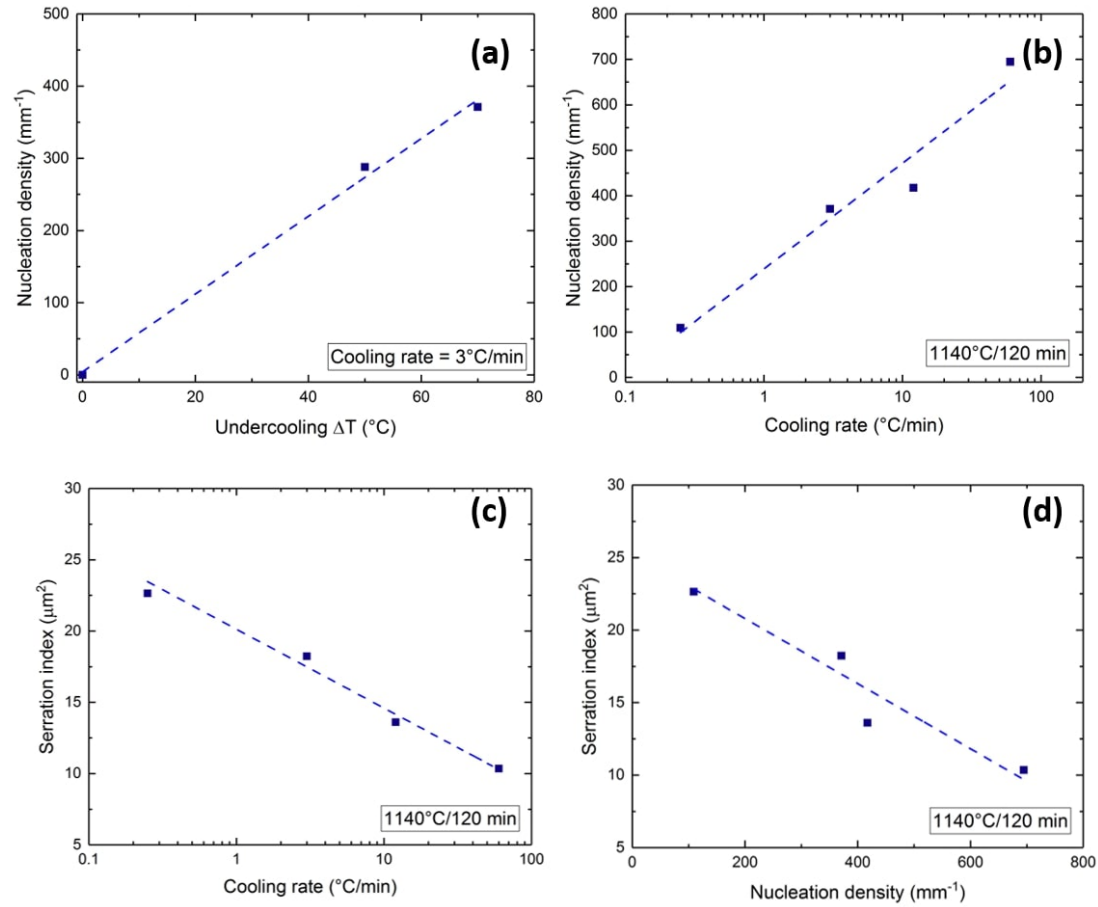 (a)
500
400
300
200
100
0
Nucleation density (mm⁻¹)
Cooling rate = 3°C/min
0 20 40 60 80
Undercooling ΔT (°C)
(b)
800
700
600
500
400
300
200
100
0
Nucleation density (mm⁻¹)
1140°C/120 min
0.1 1 10 100
Cooling rate (°C/min)
(c)
30
25
20
15
10
5
Serration index (μm²)
1140°C/120 min
0.1 1 10 100
Cooling rate (°C/min)
(d)
30
25
20
15
10
5
Serration index (μm²)
1140°C/120 min
0 200 400 600 800
Nucleation density (mm⁻¹)